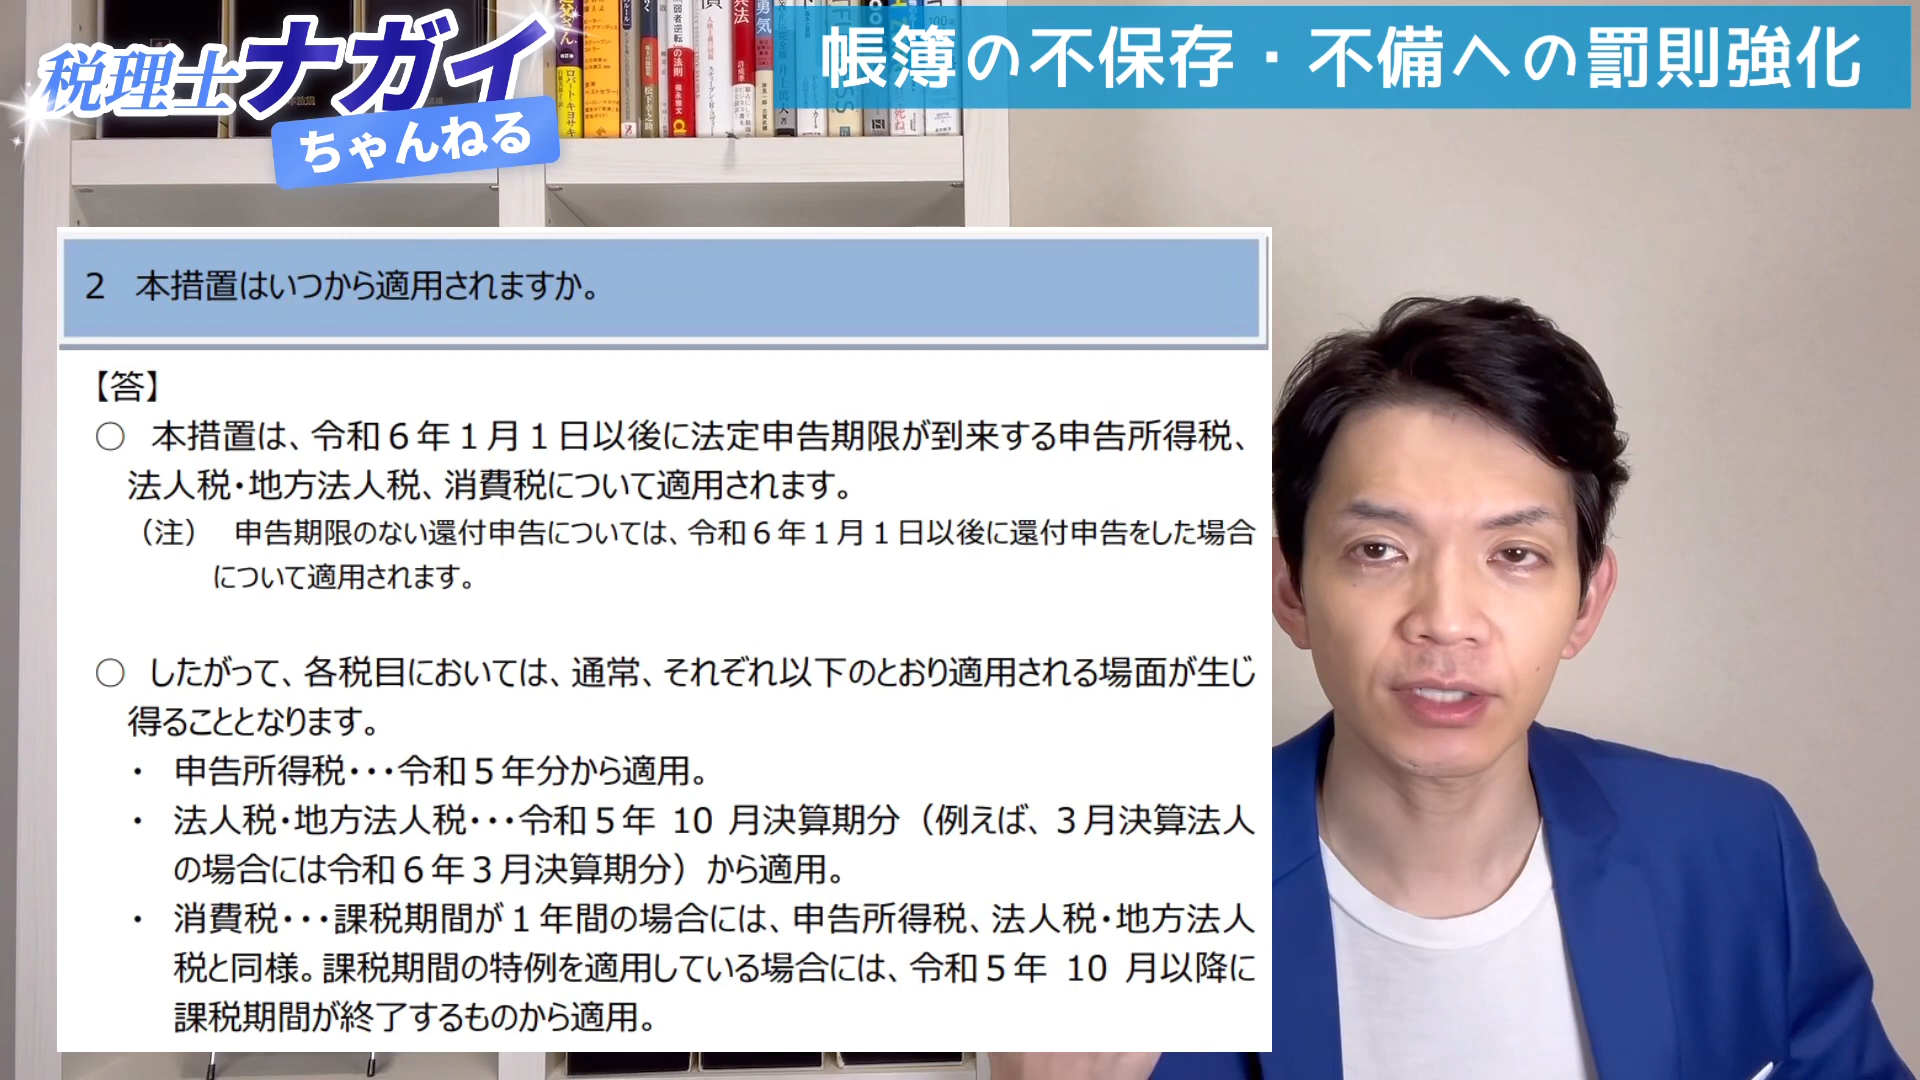 税理士ナガイ
ちゃんねる
帳簿の不保存・不備への罰則強化
2 本措置はいつから適用されますか。
【答】
○ 本措置は、令和6年1月1日以後に法定申告期限が到来する申告所得税、
法人税・地方法人税、消費税について適用されます。
（注） 申告期限のない還付申告については、令和6年1月1日以後に還付申告をした場合
について適用されます。
○ したがって、各税目においては、通常、それぞれ以下のとおり適用される場面が生じ
得ることとなります。
・ 申告所得税・・・令和5年分から適用。
・ 法人税・地方法人税・・・令和5年 10 月決算期分（例えば、3月決算法人
の場合には令和6年3月決算期分）から適用。
・ 消費税・・・課税期間が1年間の場合には、申告所得税、法人税・地方法人
税と同様。課税期間の特例を適用している場合には、令和5年 10 月以降に
課税期間が終了するものから適用。